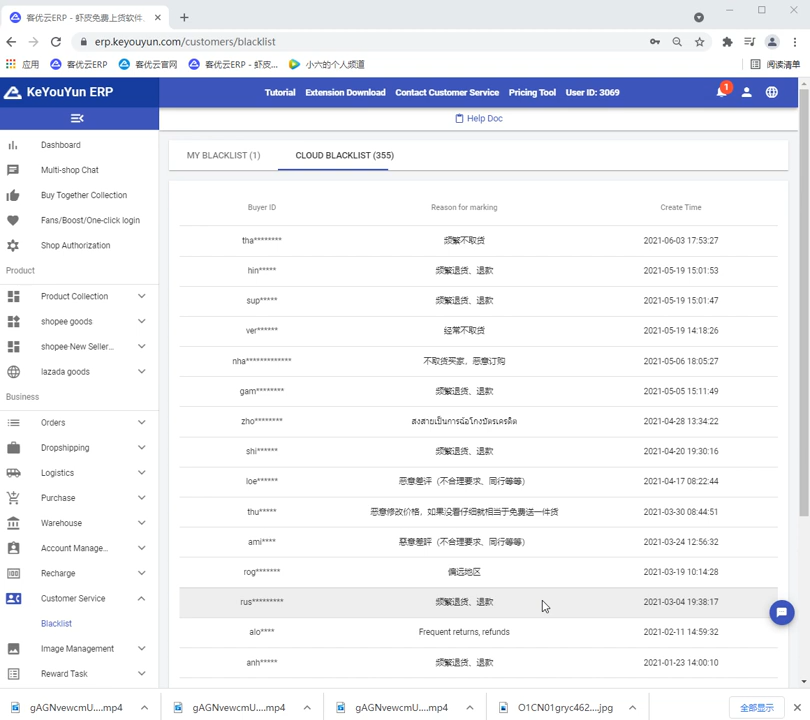 客优云ERP - 虾皮免费上货软件、
erp.keyouyun.com/customers/blacklist
应用 客优云ERP 客优云官网 客优云ERP - 虾皮... 小六的个人频道 阅读清单
KeYouYun ERP Tutorial Extension Download Contact Customer Service Pricing Tool User ID: 3069 1
Help Doc
Dashboard
Multi-shop Chat
Buy Together Collection
Fans/Boost/One-click login
Shop Authorization
Product
Product Collection
shopee goods
shopee New Seller...
lazada goods
Business
Orders
Dropshipping
Logistics
Purchase
Warehouse
Account Manage...
Recharge
Customer Service
Blacklist
Image Management
Reward Task
MY BLACKLIST (1) CLOUD BLACKLIST (355)
Buyer ID Reason for marking Create Time
tha******** 频繁不取货 2021-06-03 17:53:27
hin***** 频繁退货、退款 2021-05-19 15:01:53
sup***** 频繁退货、退款 2021-05-19 15:01:47
ver****** 经常不取货 2021-05-19 14:18:26
nha************* 不取货买家，恶意订购 2021-05-06 18:05:27
gam******** 频繁退货、退款 2021-05-05 15:11:49
zho******** สงสายเป็นการฉ้อโกงบัตรเครดิต 2021-04-28 13:34:22
shi****** 频繁退货、退款 2021-04-20 19:30:16
loe****** 恶意差评（不合理要求、同行等等） 2021-04-17 08:22:44
thu***** 恶意修改价格，如果没看仔细就相当于免费送一件货 2021-03-30 08:44:51
ami**** 惡意差評（不合理要求、同行等等） 2021-03-24 12:56:32
rog******* 偏远地区 2021-03-19 10:14:28
rus********* 频繁退货、退款 2021-03-04 19:38:17
alo**** Frequent returns, refunds 2021-02-11 14:59:32
anh***** 频繁退货、退款 2021-01-23 14:00:10
gAGNvewcmU....mp4 gAGNvewcmU....mp4 gAGNvewcmU....mp4 O1CN01gryc462....jpg 全部显示